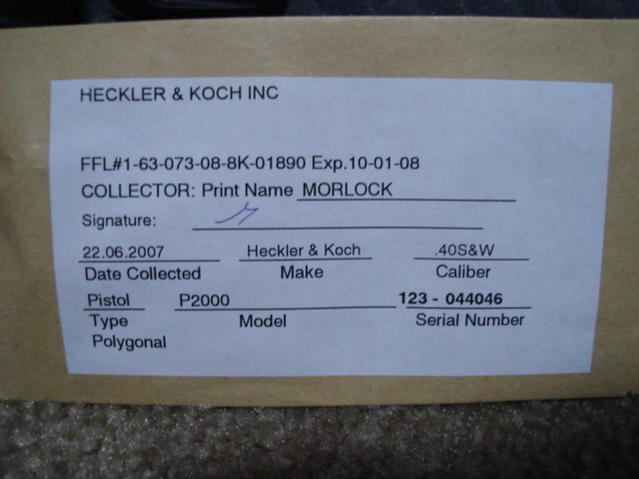 HECKLER & KOCH INC
FFL#1-63-073-08-8K-01890 Exp.10-01-08
COLLECTOR: Print Name MORLOCK
Signature:
22.06.2007 Heckler & Koch .40S&W
Date Collected Make Caliber
Pistol P2000 123 - 044046
Type Model Serial Number
Polygonal